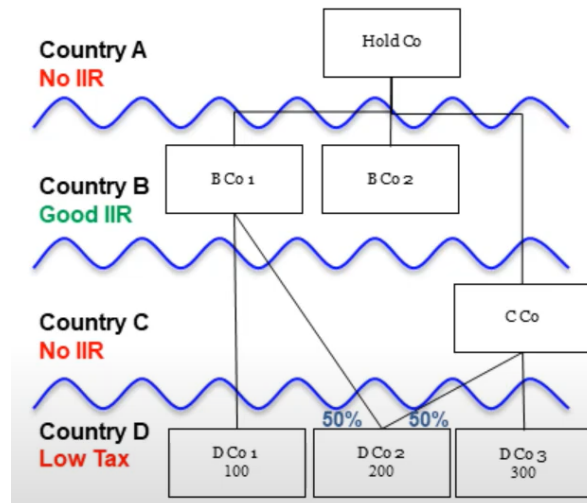 Hold Co
Country A
No IIR
B Co 1
B Co 2
Country B
Good IIR
Country C
No IIR
C Co
50%
50%
Country D
Low Tax
D Co 1
100
D Co 2
200
D Co 3
300